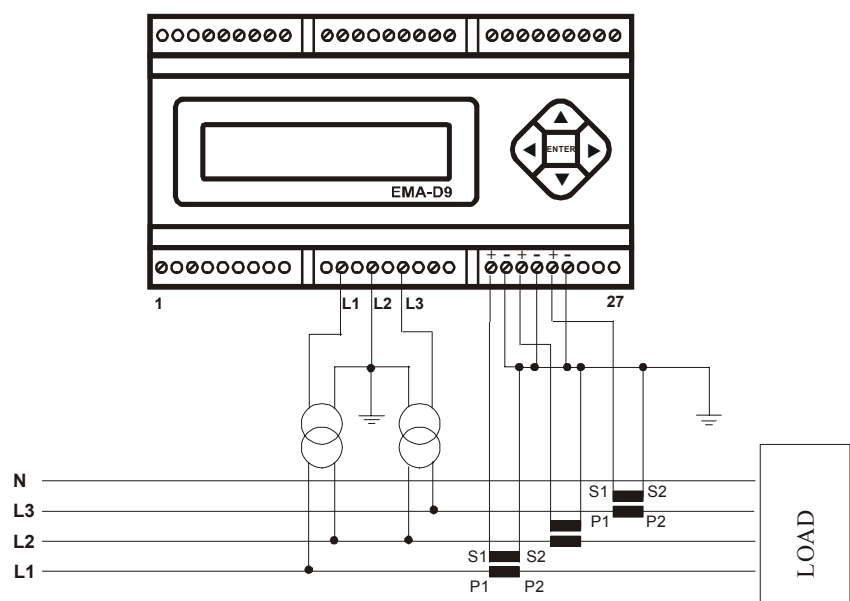 ENTER
EMA-D9
+ - + - + -
1 L1 L2 L3 27
N
S1 S2
L3
P1 P2
L2
S1 S2
L1
P1 P2
LOAD